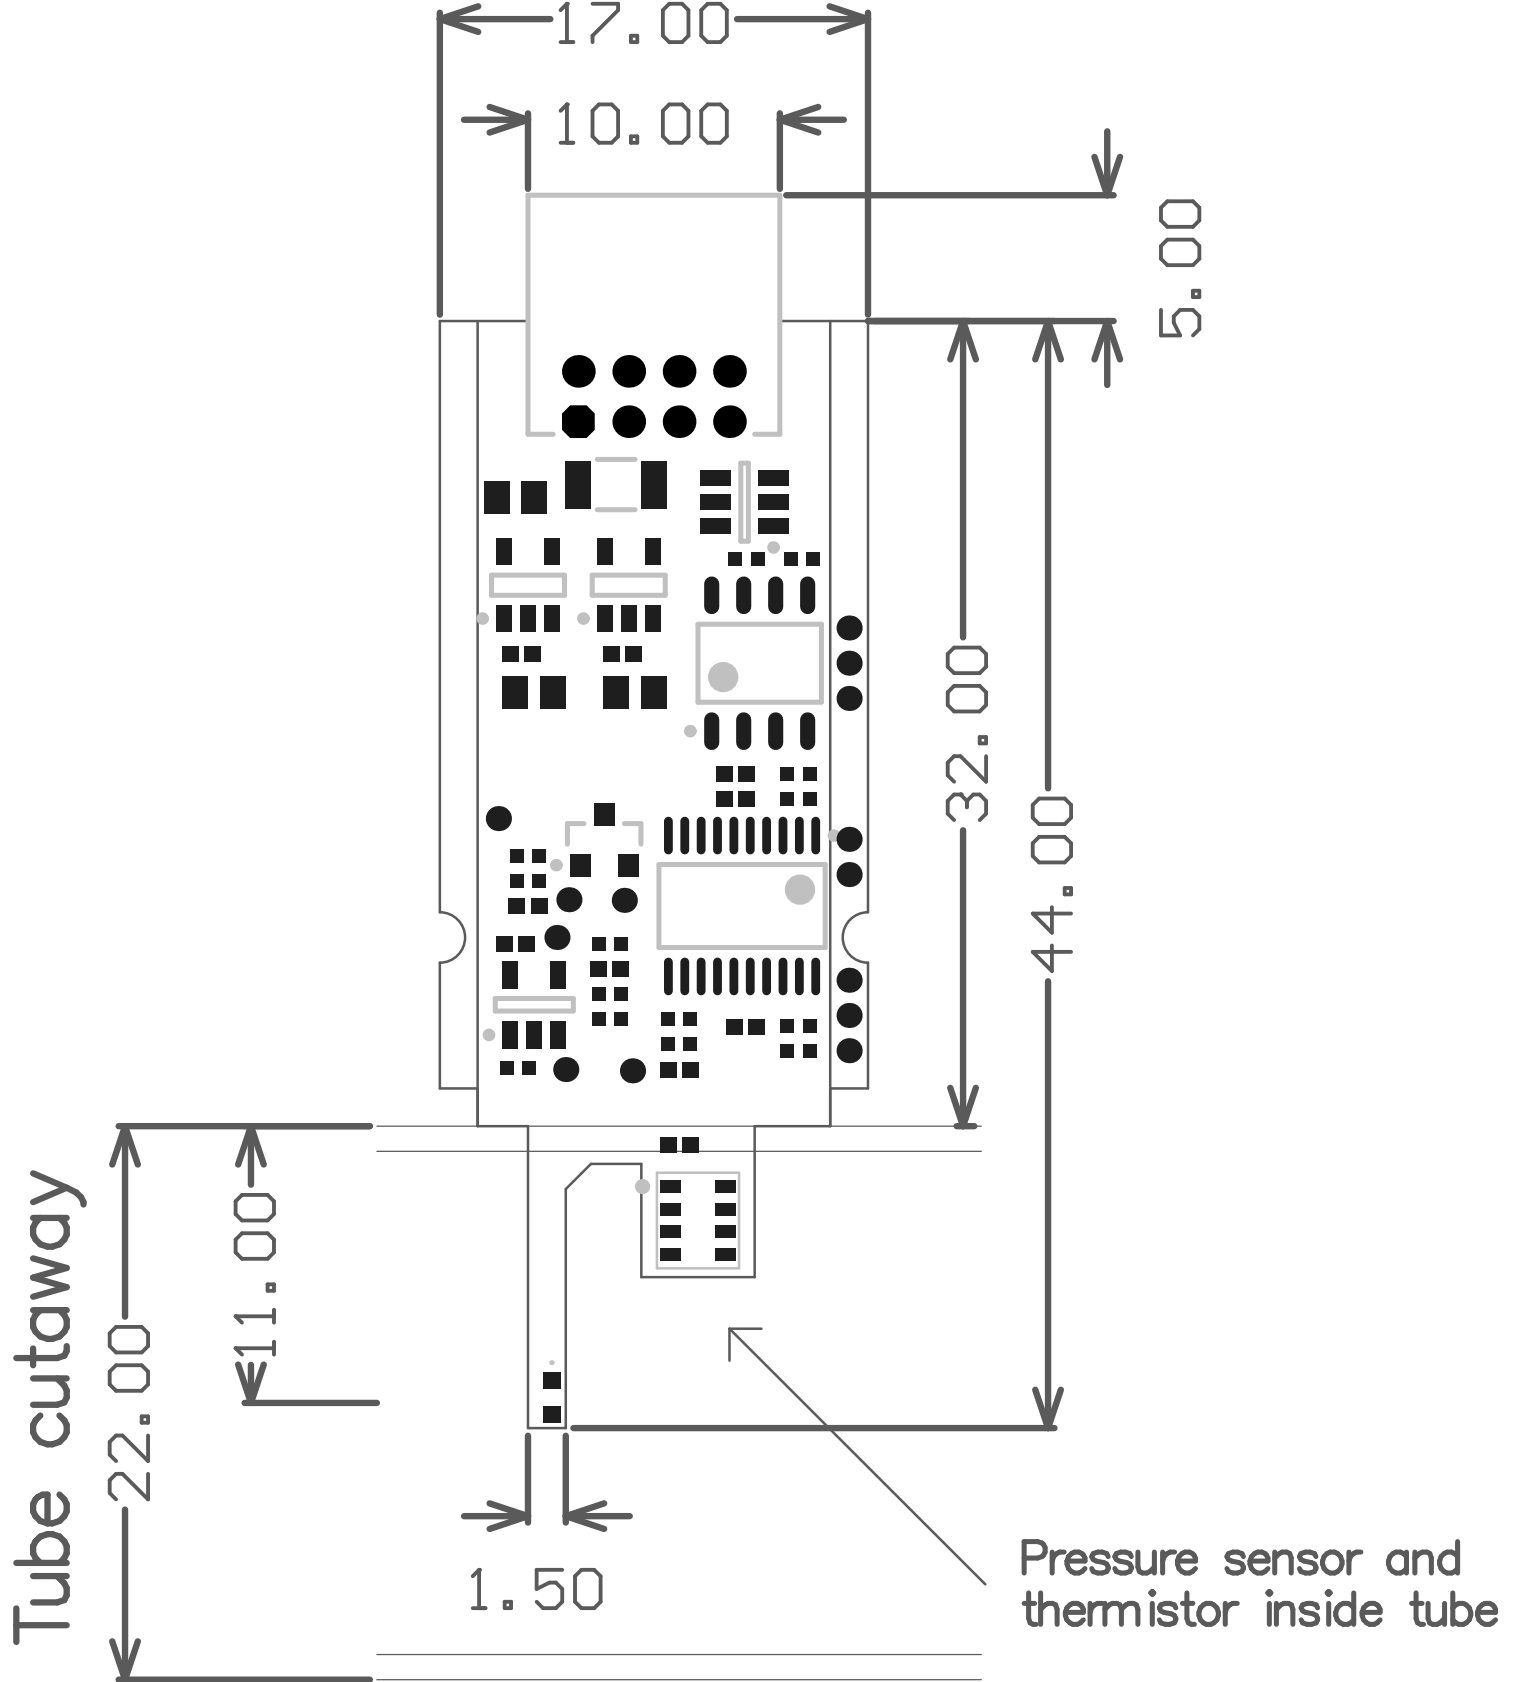 17.00
10.00
5.00
32.00
44.00
Tube cutaway
22.00
11.00
1.50
Pressure sensor and
thermistor inside tube